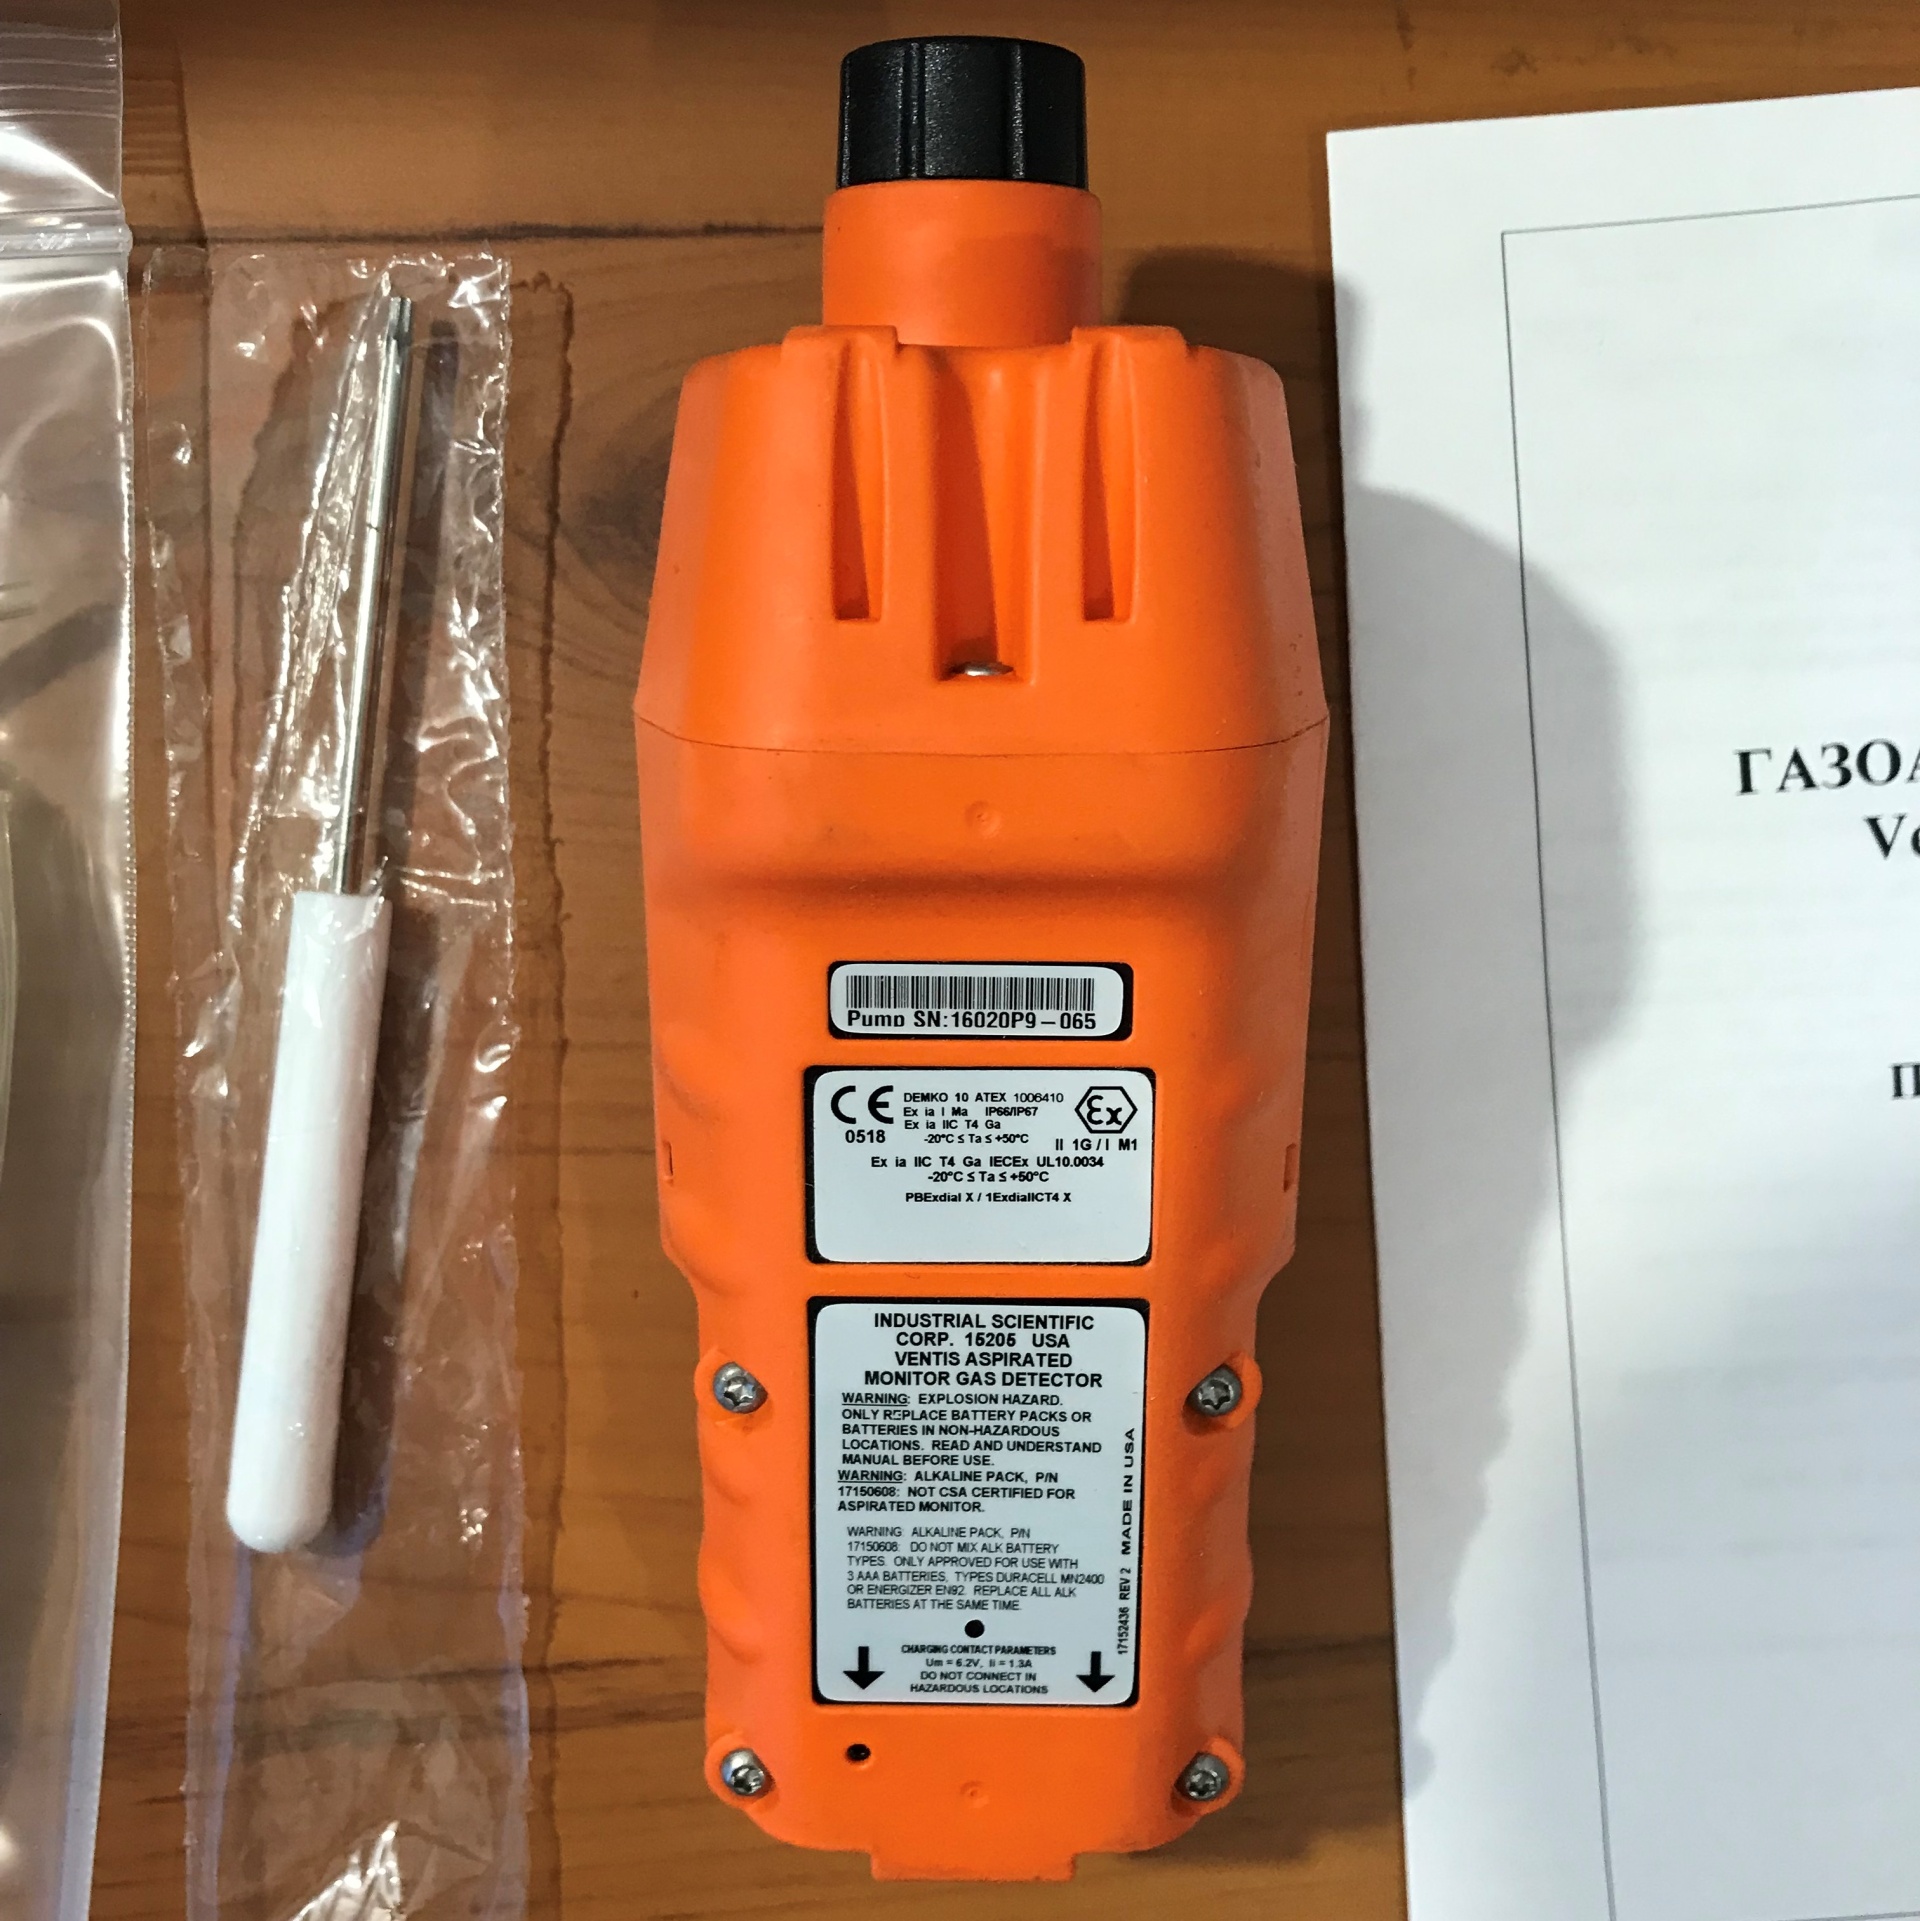 Pump SN:16020P9-065
CE 0518
DEMKO 10 ATEX 1006410
Ex ia I Ma IP66/IP67
Ex ia IIC T4 Ga
-20°C ≤ Ta ≤ +50°C
Ex
II 1G / I M1
Ex ia IIC T4 Ga IECEx UL10.0034
-20°C ≤ Ta ≤ +50°C
PBExdiaI X / 1ExdiaIICT4 X
INDUSTRIAL SCIENTIFIC
CORP. 15205 USA
VENTIS ASPIRATED
MONITOR GAS DETECTOR
WARNING: EXPLOSION HAZARD.
ONLY REPLACE BATTERY PACKS OR
BATTERIES IN NON-HAZARDOUS
LOCATIONS. READ AND UNDERSTAND
MANUAL BEFORE USE.
WARNING: ALKALINE PACK, P/N
17150608: NOT CSA CERTIFIED FOR
ASPIRATED MONITOR.
WARNING: ALKALINE PACK, P/N
17150608: DO NOT MIX ALK BATTERY
TYPES. ONLY APPROVED FOR USE WITH
3 AAA BATTERIES, TYPES DURACELL MN2400
OR ENERGIZER EN92. REPLACE ALL ALK
BATTERIES AT THE SAME TIME.
CHARGING CONTACT PARAMETERS
Um = 6.2V, Ii = 1.3A
DO NOT CONNECT IN
HAZARDOUS LOCATIONS
17152436 REV 2 MADE IN USA